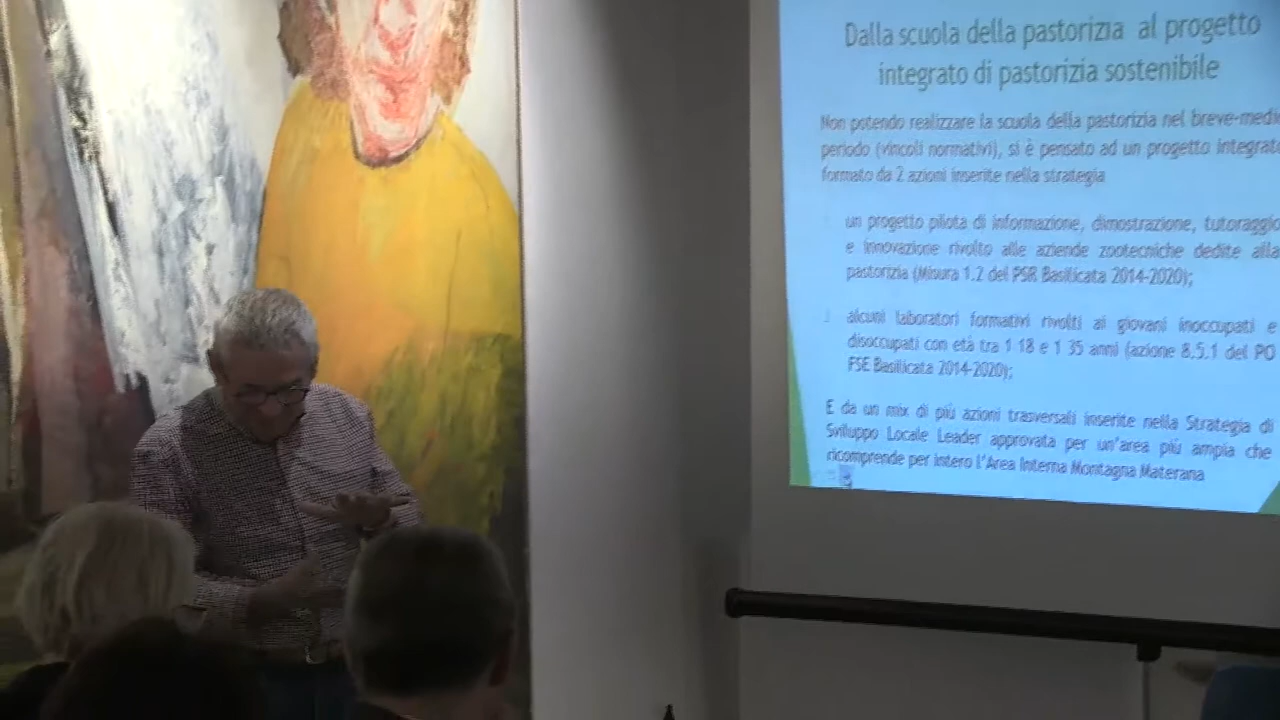 Dalla scuola della pastorizia al progetto
integrato di pastorizia sostenibile
Non potendo realizzare la scuola della pastorizia nel breve-medi
periodo (vincoli normativi), si è pensato ad un progetto integrato
formato da 2 azioni inserite nella strategia
un progetto pilota di informazione, dimostrazione, tutoraggio
e innovazione rivolto alle aziende zootecniche dedite alla
pastorizia (Misura 1.2 del PSR Basilicata 2014-2020);
alcuni laboratori formativi rivolti ai giovani inoccupati e
disoccupati con età tra i 18 e i 35 anni (azione 8.5.1 del PO
FSE Basilicata 2014-2020);
E da un mix di più azioni trasversali inserite nella Strategia di
Sviluppo Locale Leader approvata per un'area più ampia che
ricomprende per intero l'Area Interna Montagna Materana